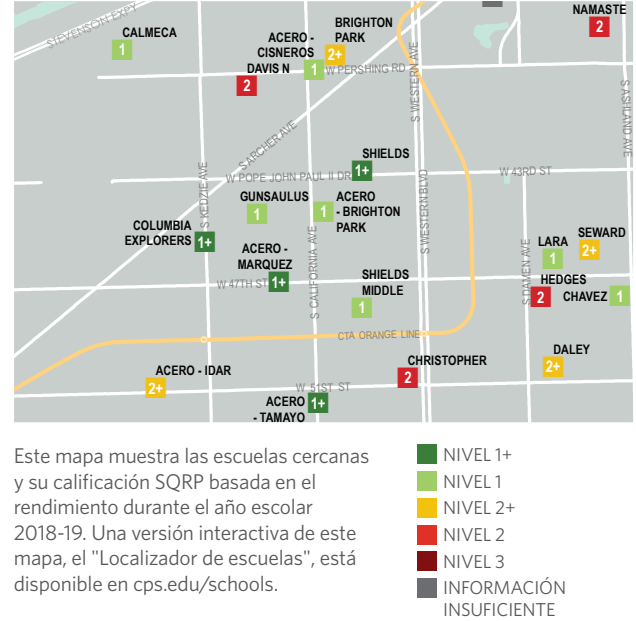 STEVENSON EXPY
CALMECA
1
ACERO -
CISNEROS
1
BRIGHTON
PARK
2+
NAMASTE
2
DAVIS N
2
W PERSHING RD
S WESTERN AVE
S ASHLAND AVE
S ARCHER AVE
SHIELDS
1+
W POPE JOHN PAUL II DR
W 43RD ST
S KEDZIE AVE
GUNSAULUS
1
ACERO
- BRIGHTON
PARK
1
S WESTERN BLVD
COLUMBIA
EXPLORERS
1+
S CALIFORNIA AVE
ACERO -
MARQUEZ
1+
W 47TH ST
SHIELDS
MIDDLE
1
LARA
1
SEWARD
2+
S DAMEN AVE
HEDGES
2
CHAVEZ
1
CTA ORANGE LINE
ACERO - IDAR
2+
CHRISTOPHER
2
DALEY
2+
W 51ST ST
ACERO
- TAMAYO
1+
Este mapa muestra las escuelas cercanas
y su calificación SQRP basada en el
rendimiento durante el año escolar
2018-19. Una versión interactiva de este
mapa, el "Localizador de escuelas", está
disponible en cps.edu/schools.
NIVEL 1+
NIVEL 1
NIVEL 2+
NIVEL 2
NIVEL 3
INFORMACIÓN
INSUFICIENTE